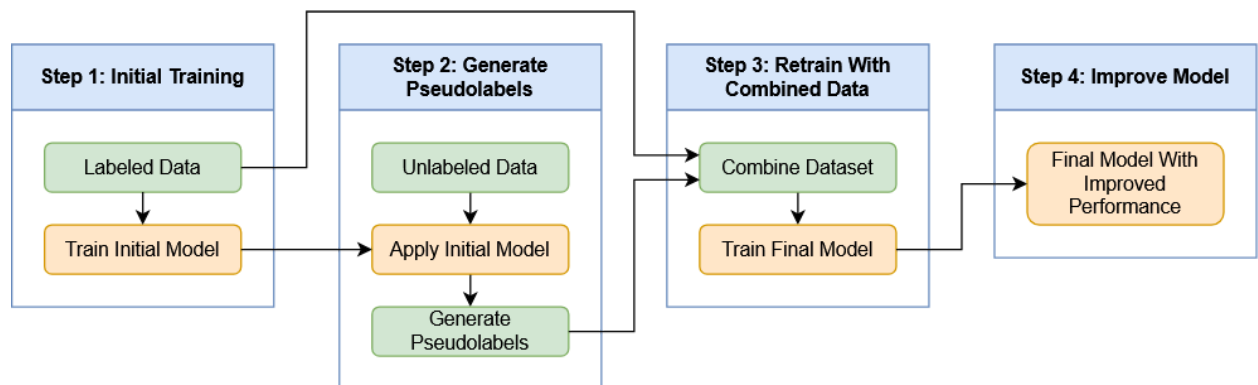 Step 1: Initial Training
Labeled Data
Train Initial Model
Step 2: Generate
Pseudolabels
Unlabeled Data
Apply Initial Model
Generate
Pseudolabels
Step 3: Retrain With
Combined Data
Combine Dataset
Train Final Model
Step 4: Improve Model
Final Model With
Improved
Performance